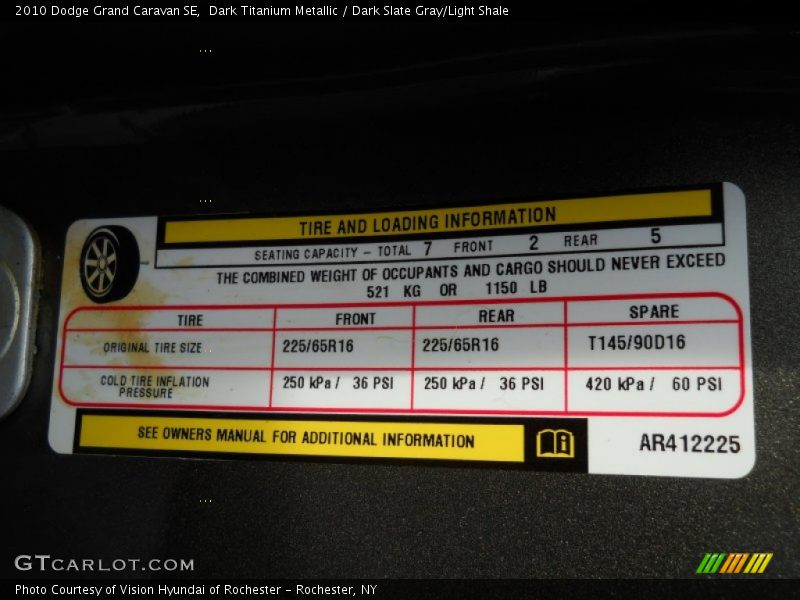 2010 Dodge Grand Caravan SE,  Dark Titanium Metallic / Dark Slate Gray/Light Shale
TIRE AND LOADING INFORMATION
SEATING CAPACITY – TOTAL 7 FRONT 2 REAR 5
THE COMBINED WEIGHT OF OCCUPANTS AND CARGO SHOULD NEVER EXCEED
521 KG OR 1150 LB
TIRE FRONT REAR SPARE
ORIGINAL TIRE SIZE 225/65R16 225/65R16 T145/90D16
COLD TIRE INFLATION PRESSURE 250 kPa / 36 PSI 250 kPa / 36 PSI 420 kPa / 60 PSI
SEE OWNERS MANUAL FOR ADDITIONAL INFORMATION
AR412225
GTCARLOT.COM
Photo Courtesy of Vision Hyundai of Rochester – Rochester, NY